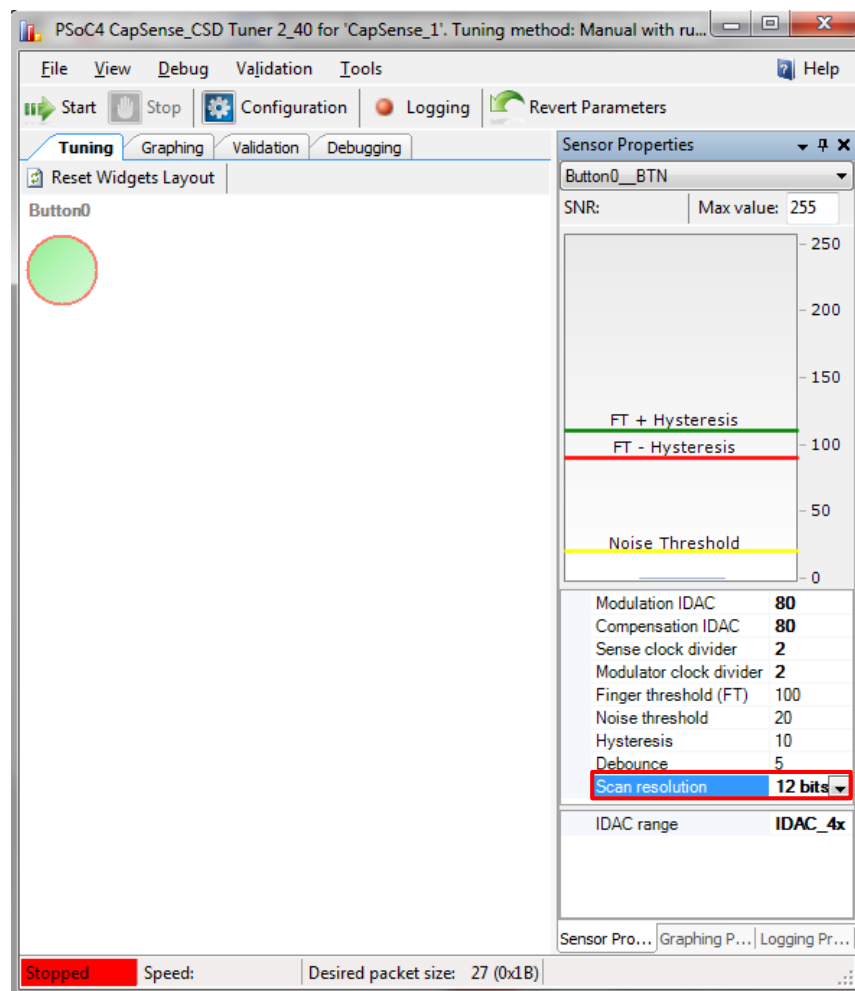 PSoC4 CapSense_CSD Tuner 2_40 for 'CapSense_1'. Tuning method: Manual with ru...
File View Debug Validation Tools Help
Start Stop Configuration Logging Revert Parameters
Tuning Graphing Validation Debugging
Reset Widgets Layout
Button0
Sensor Properties
Button0__BTN
SNR: Max value: 255
250
200
150
FT + Hysteresis
FT - Hysteresis
100
50
Noise Threshold
0
Modulation IDAC 80
Compensation IDAC 80
Sense clock divider 2
Modulator clock divider 2
Finger threshold (FT) 100
Noise threshold 20
Hysteresis 10
Debounce 5
Scan resolution 12 bits
IDAC range IDAC_4x
Sensor Pro... Graphing P... Logging Pr...
Stopped Speed: Desired packet size: 27 (0x1B)